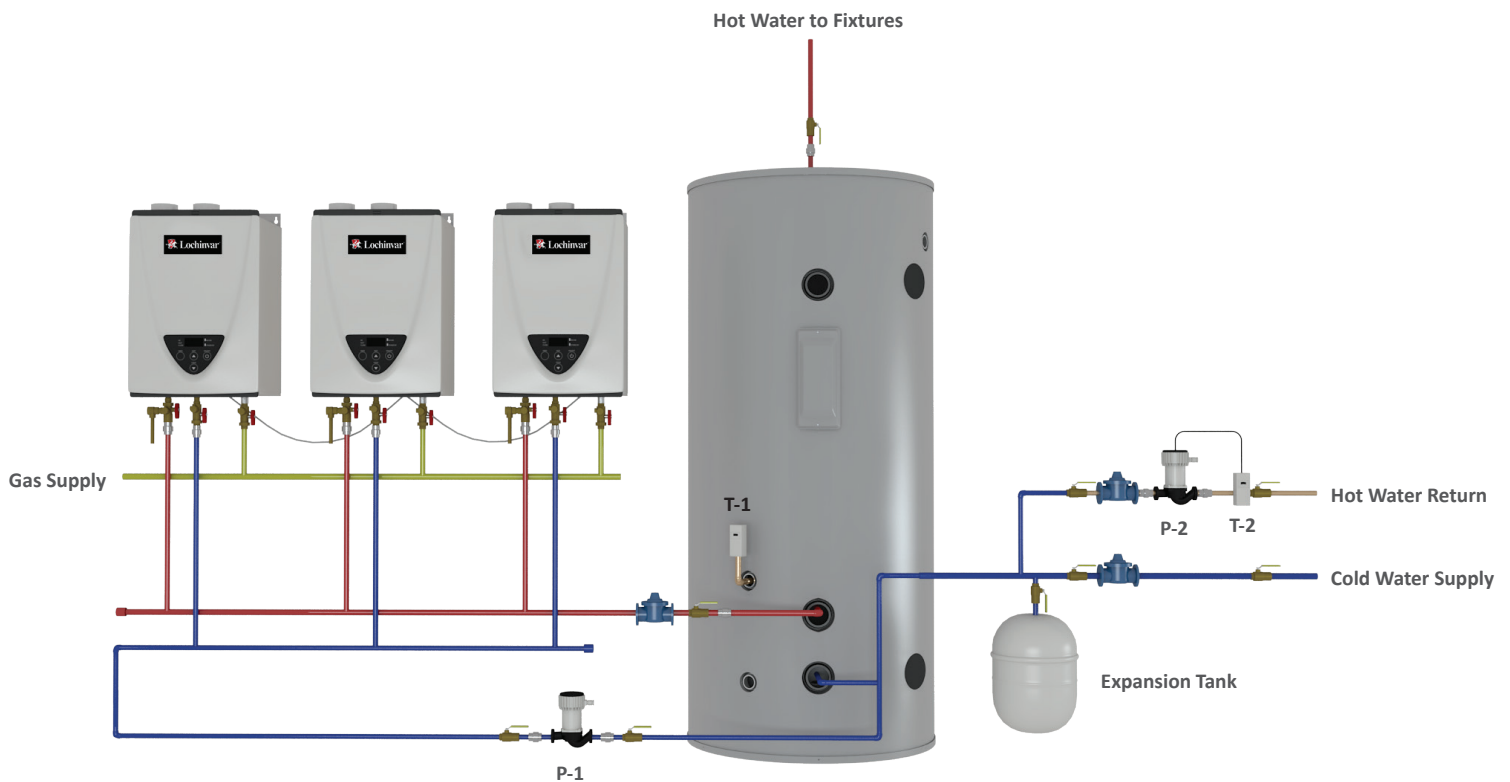 Hot Water to Fixtures
Lochinvar
Lochinvar
Lochinvar
Gas Supply
T-1
Hot Water Return
P-2
T-2
Cold Water Supply
Expansion Tank
P-1